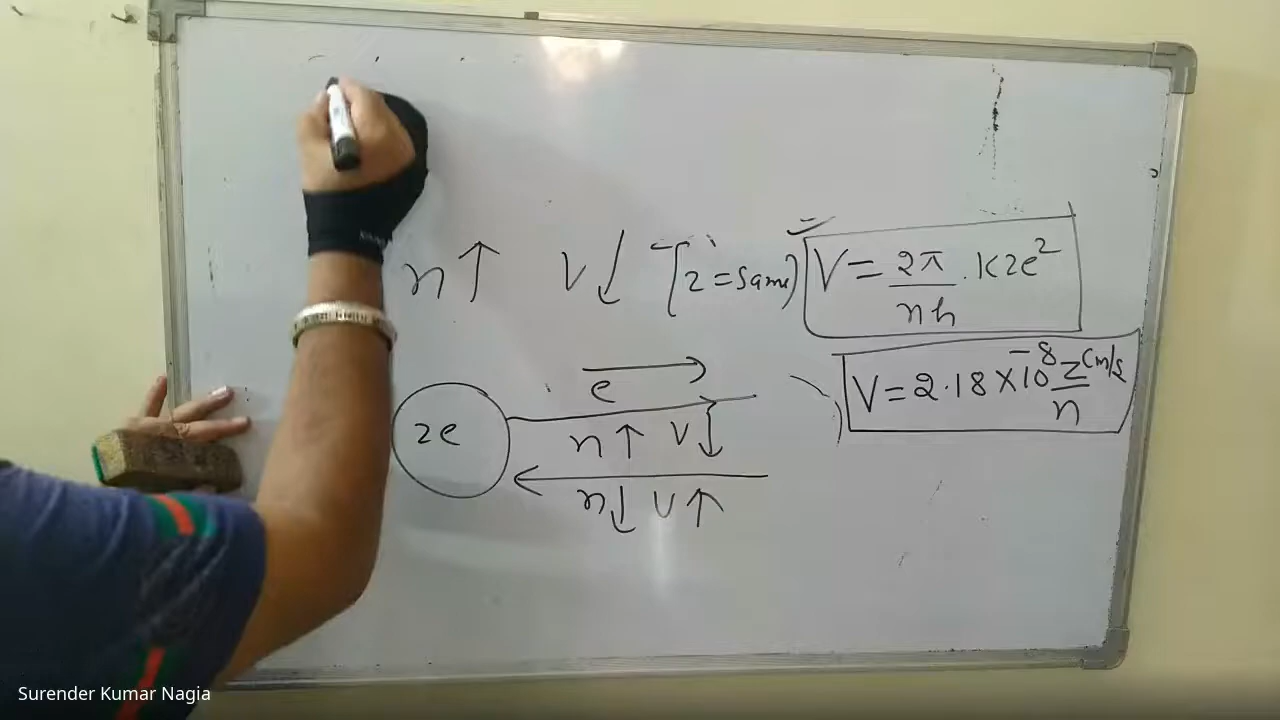 n↑ V↓ (z = same) V = 2π/nh . KZe²
V = 2.18 × 10⁻⁸ Z/n cm/s
e →
ze
n↑ V↓
n↓ V↑
Surender Kumar Nagia